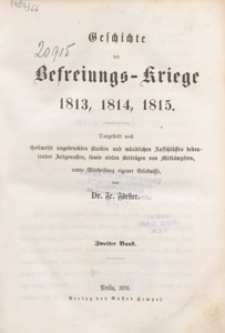 20915
Geschichte
der
Befreiungs-Kriege
1813, 1814, 1815.
Dargestellt nach
theilweise ungedruckten Quellen und mündlichen Aufschlüssen bedeu-
tender Zeitgenossen, sowie vielen Beiträgen von Mitkämpfern,
unter Mittheilung eigener Erlebnisse,
von
Dr. Fr. Förster.
Zweiter Band.
Berlin,
Verlag von Gustav Hempel.